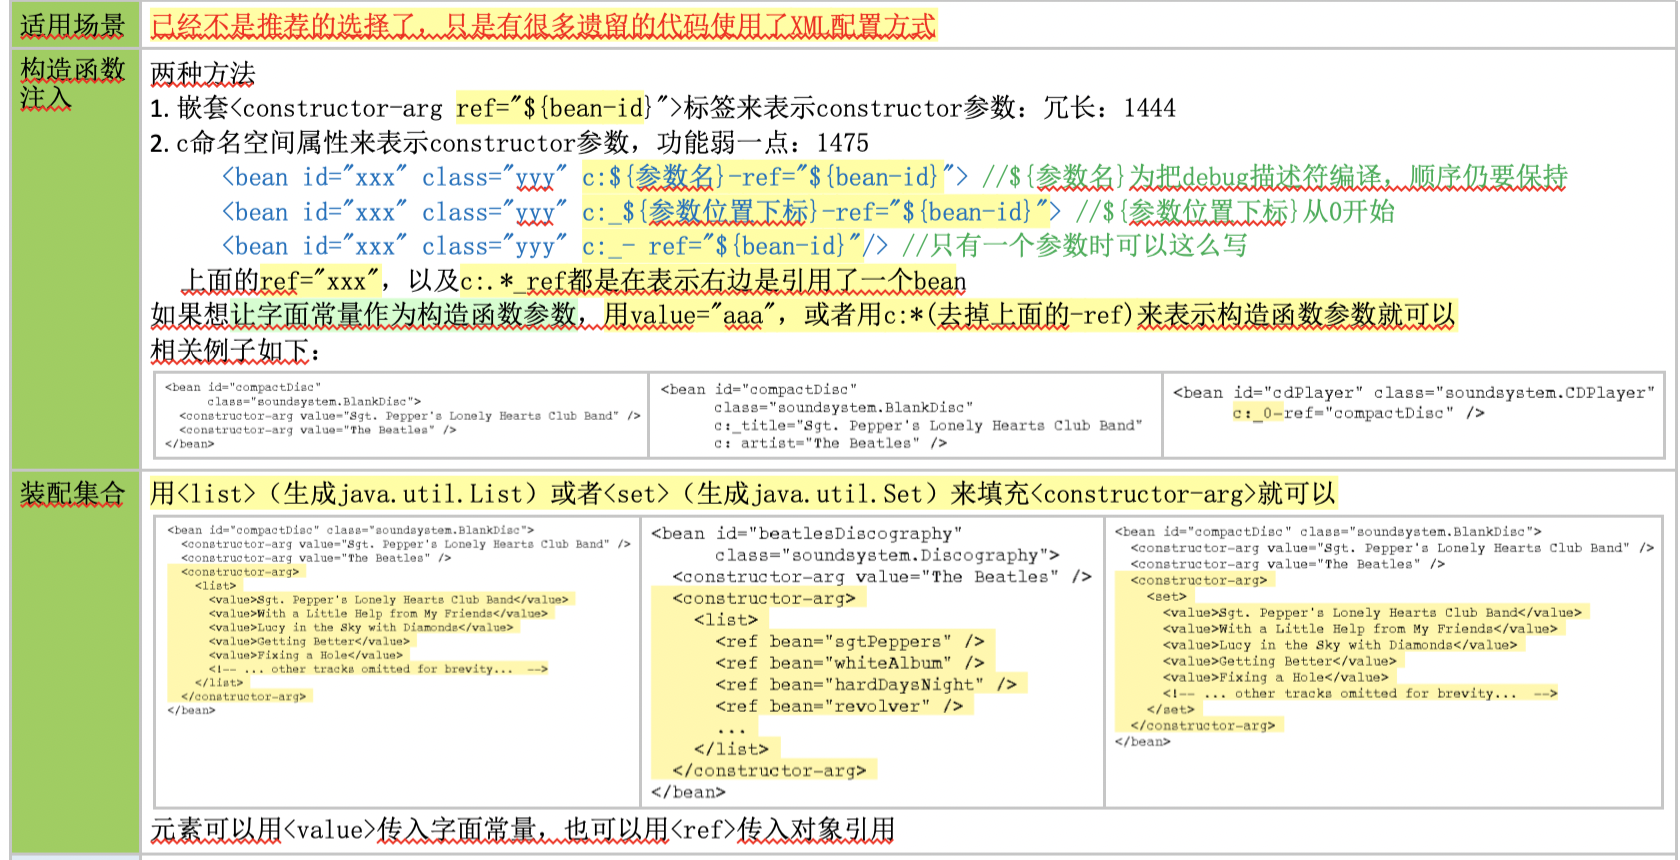 适用场景
已经不是推荐的选择了，只是有很多遗留的代码使用了XML配置方式
构造函数
注入
两种方法
1. 嵌套<constructor-arg ref="${bean-id}">标签来表示constructor参数：冗长：1444
2. c命名空间属性来表示constructor参数，功能弱一点：1475
<bean id="xxx" class="yyy" c:${参数名}-ref="${bean-id}"> //${参数名}为把debug描述符编译，顺序仍要保持
<bean id="xxx" class="yyy" c:_${参数位置下标}-ref="${bean-id}"> //${参数位置下标}从0开始
<bean id="xxx" class="yyy" c:_- ref="${bean-id}"/> //只有一个参数时可以这么写
上面的ref="xxx"，以及c:.*_ref都是在表示右边是引用了一个bean
如果想让字面常量作为构造函数参数，用value="aaa"，或者用c:*(去掉上面的-ref)来表示构造函数参数就可以
相关例子如下：
<bean id="compactDisc"
class="soundsystem.BlankDisc">
<constructor-arg value="Sgt. Pepper's Lonely Hearts Club Band" />
<constructor-arg value="The Beatles" />
</bean>
<bean id="compactDisc"
class="soundsystem.BlankDisc"
c:_title="Sgt. Pepper's Lonely Hearts Club Band"
c: artist="The Beatles" />
<bean id="cdPlayer" class="soundsystem.CDPlayer"
c:_0-ref="compactDisc" />
装配集合
用<list>（生成java.util.List）或者<set>（生成java.util.Set）来填充<constructor-arg>就可以
<bean id="compactDisc" class="soundsystem.BlankDisc">
<constructor-arg value="Sgt. Pepper's Lonely Hearts Club Band" />
<constructor-arg value="The Beatles" />
<constructor-arg>
<list>
<value>Sgt. Pepper's Lonely Hearts Club Band</value>
<value>With a Little Help from My Friends</value>
<value>Lucy in the Sky with Diamonds</value>
<value>Getting Better</value>
<value>Fixing a Hole</value>
<!-- ... other tracks omitted for brevity... -->
</list>
</constructor-arg>
</bean>
<bean id="beatlesDiscography"
class="soundsystem.Discography">
<constructor-arg value="The Beatles" />
<constructor-arg>
<list>
<ref bean="sgtPeppers" />
<ref bean="whiteAlbum" />
<ref bean="hardDaysNight" />
<ref bean="revolver" />
...
</list>
</constructor-arg>
</bean>
<bean id="compactDisc" class="soundsystem.BlankDisc">
<constructor-arg value="Sgt. Pepper's Lonely Hearts Club Band" />
<constructor-arg value="The Beatles" />
<constructor-arg>
<set>
<value>Sgt. Pepper's Lonely Hearts Club Band</value>
<value>With a Little Help from My Friends</value>
<value>Lucy in the Sky with Diamonds</value>
<value>Getting Better</value>
<value>Fixing a Hole</value>
<!-- ... other tracks omitted for brevity... -->
</set>
</constructor-arg>
</bean>
元素可以用<value>传入字面常量，也可以用<ref>传入对象引用